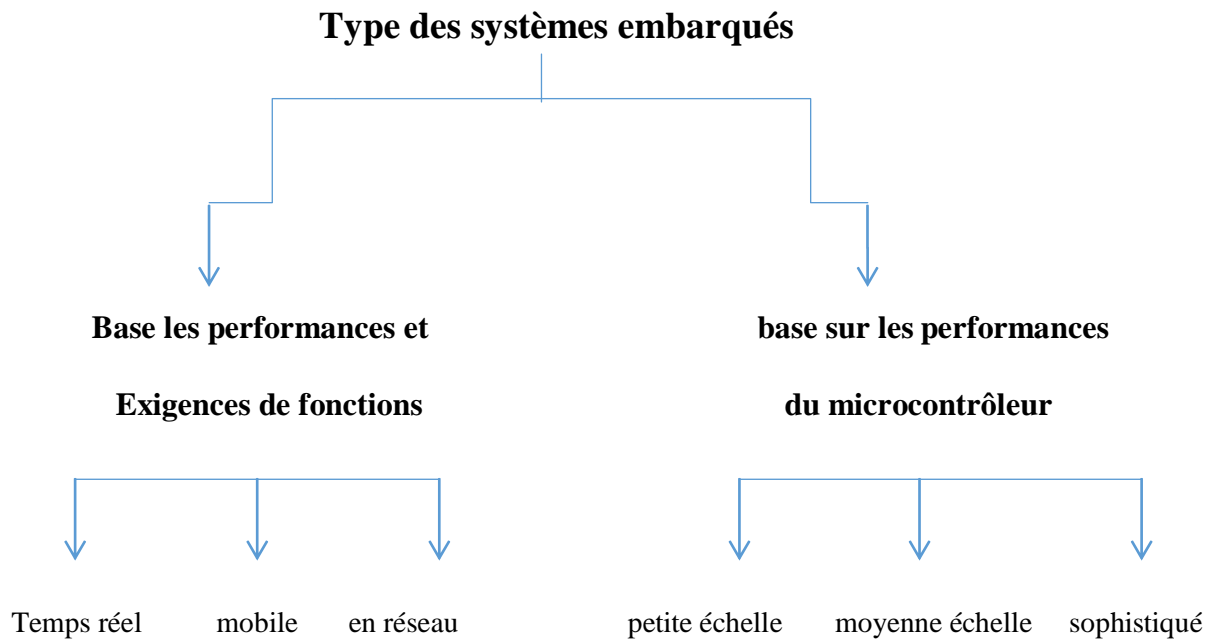 Type des systèmes embarqués
Base les performances et
Exigences de fonctions
base sur les performances
du microcontrôleur
Temps réel
mobile
en réseau
petite échelle
moyenne échelle
sophistiqué